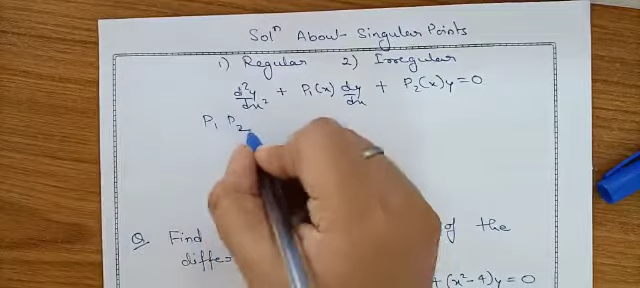 Solⁿ About Singular Points
1) Regular 2) Irregular
d²y/dx² + P₁(x) dy/dx + P₂(x)y = 0
P₁ P₂
Q Find of the
+ (x²-4)y = 0